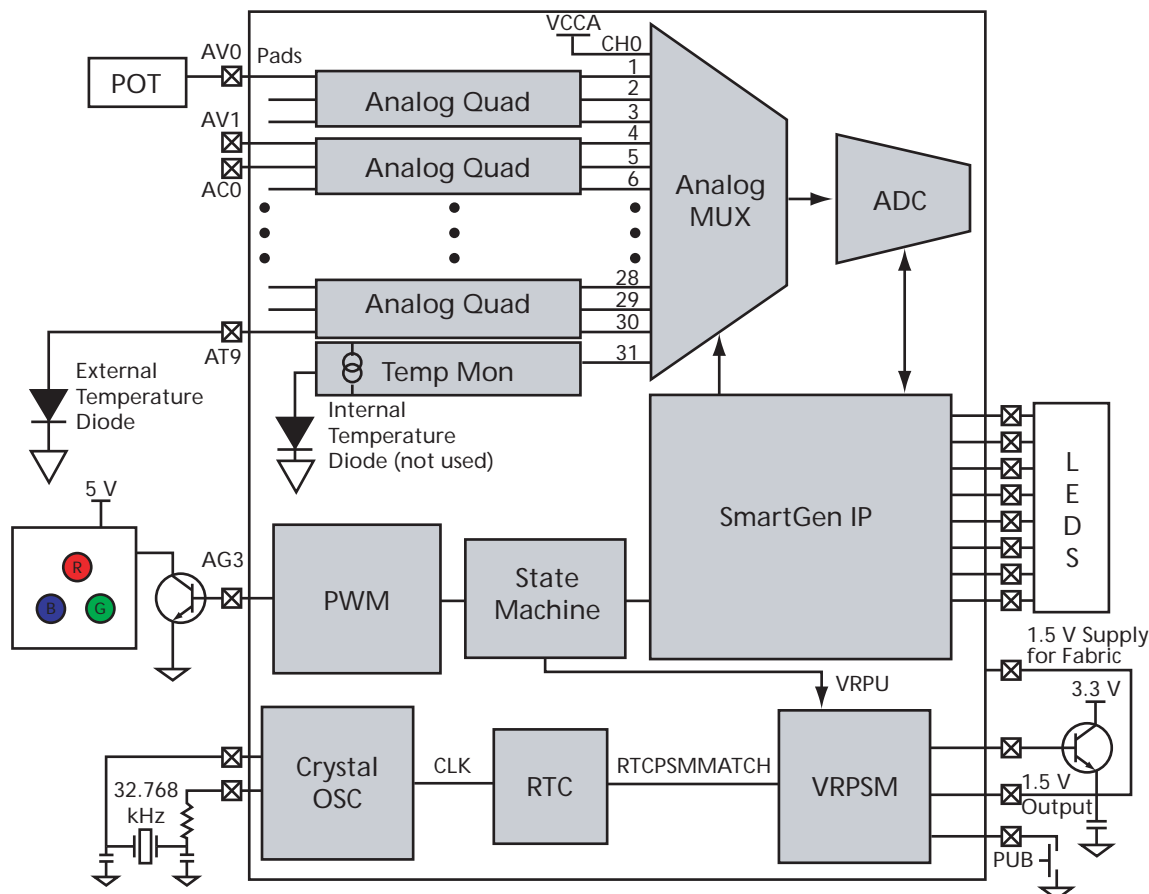 VCCA
AV0
Pads
CH0
POT
1
Analog Quad
2
3
AV1
4
Analog Quad
5
AC0
6
Analog
MUX
ADC
28
Analog Quad
29
30
AT9
31
Temp Mon
External
Temperature
Diode
Internal
Temperature
Diode (not used)
L
E
D
S
5 V
SmartGen IP
R
B
G
AG3
PWM
State
Machine
1.5 V Supply
for Fabric
VRPU
3.3 V
32.768
kHz
Crystal
OSC
CLK
RTC
RTCPSMMATCH
VRPSM
1.5 V
Output
PUB